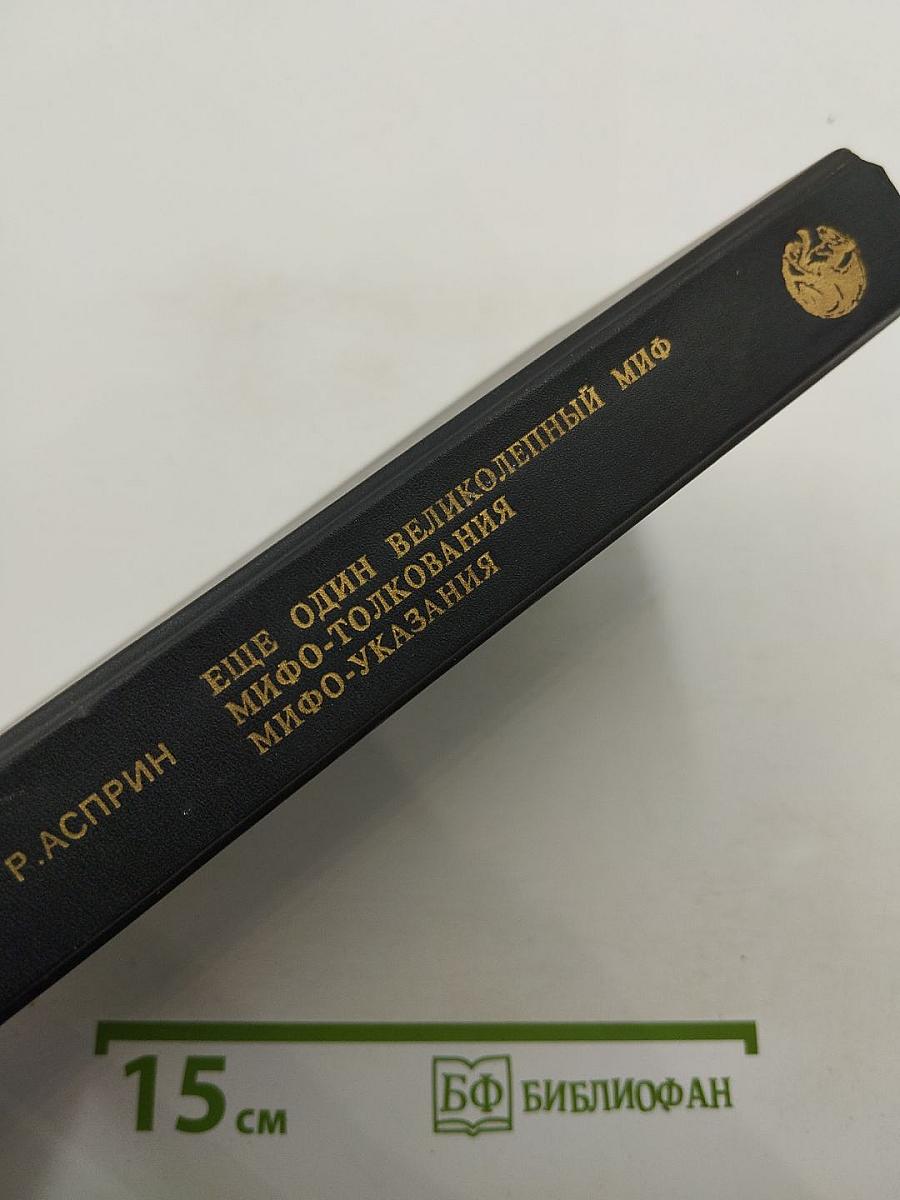 Р.АСПРИН
ЕЩЕ ОДИН ВЕЛИКОЛЕПНЫЙ МИФ
МИФО-ТОЛКОВАНИЯ
МИФО-УКАЗАНИЯ
15 см
БФ БИБЛИОФАН